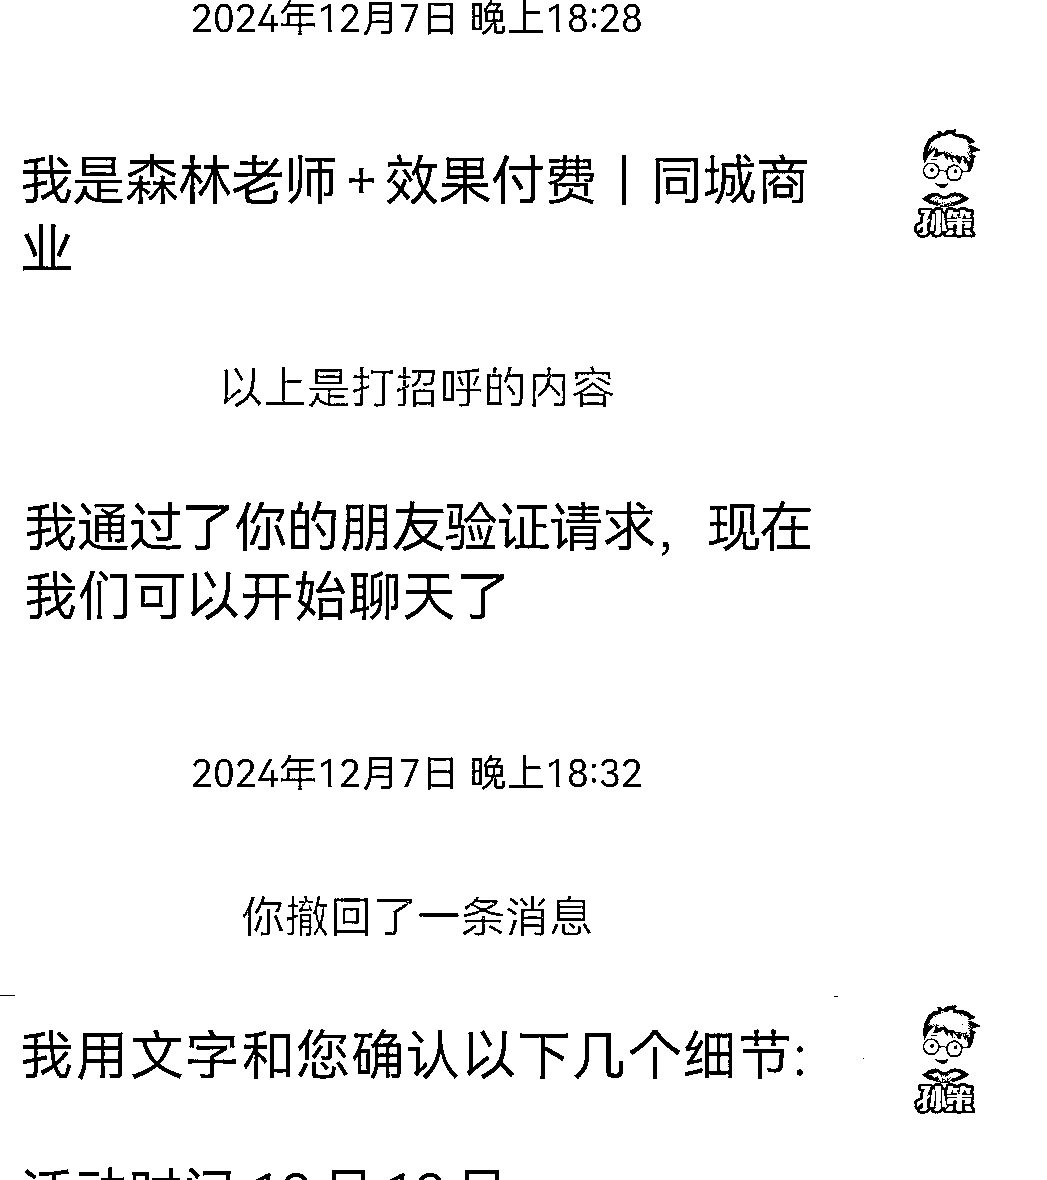 2024年12月7日 晚上18:28
我是森林老师+效果付费｜同城商
业
孙策
以上是打招呼的内容
我通过了你的朋友验证请求，现在
我们可以开始聊天了
2024年12月7日 晚上18:32
你撤回了一条消息
我用文字和您确认以下几个细节:
孙策